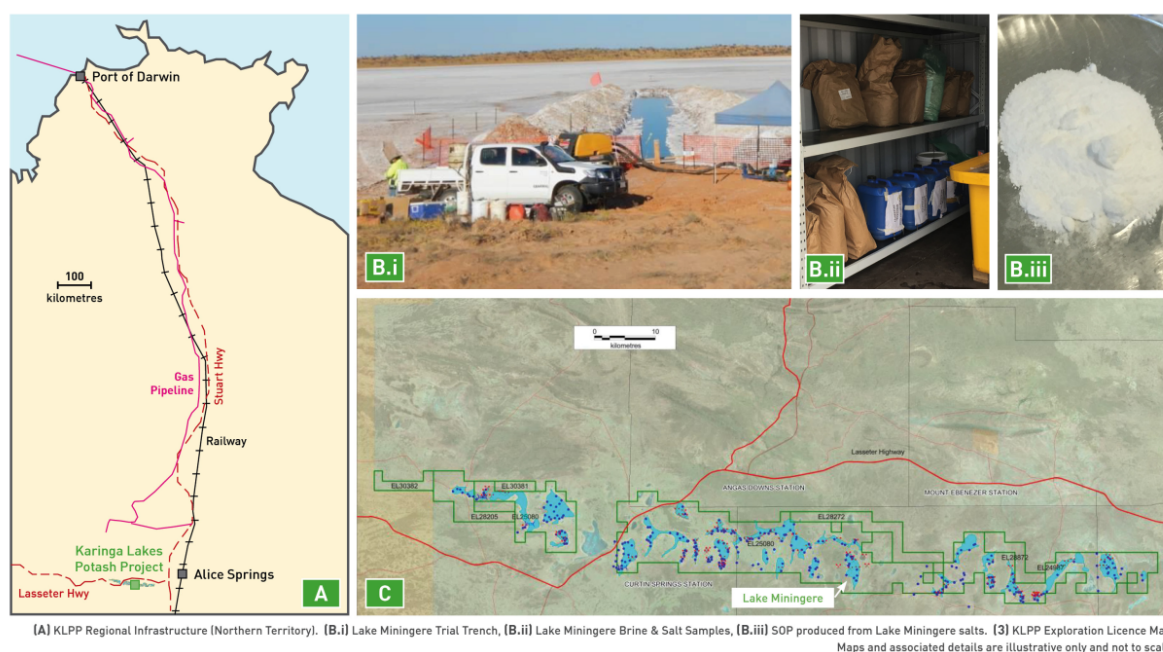 Port of Darwin
100
kilometres
Gas
Pipeline
Stuart Hwy
Railway
Karinga Lakes
Potash Project
Lasseter Hwy
Alice Springs
A
B.i
B.ii
B.iii
0 10
kilometres
Lasseter Highway
ANGAS DOWNS STATION
MOUNT EBENEZER STATION
EL30382
EL30381
EL28205
EL25080
EL28272
EL25080
EL28872
CURTIN SPRINGS STATION
Lake Miningere
C
(A) KLPP Regional Infrastructure (Northern Territory). (B.i) Lake Miningere Trial Trench, (B.ii) Lake Miningere Brine & Salt Samples, (B.iii) SOP produced from Lake Miningere salts. (3) KLPP Exploration Licence Ma
Maps and associated details are illustrative only and not to scal